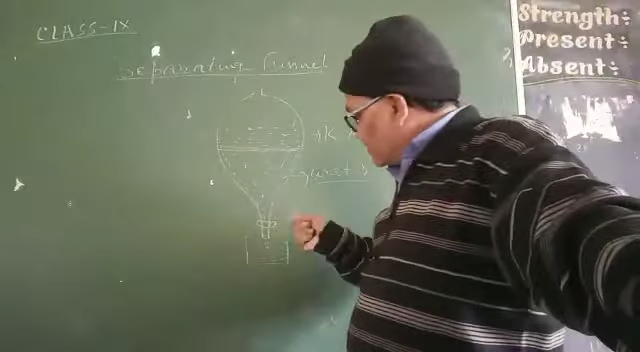 CLASS-IX
Separating Funnel
Strength:
Present:
Absent: